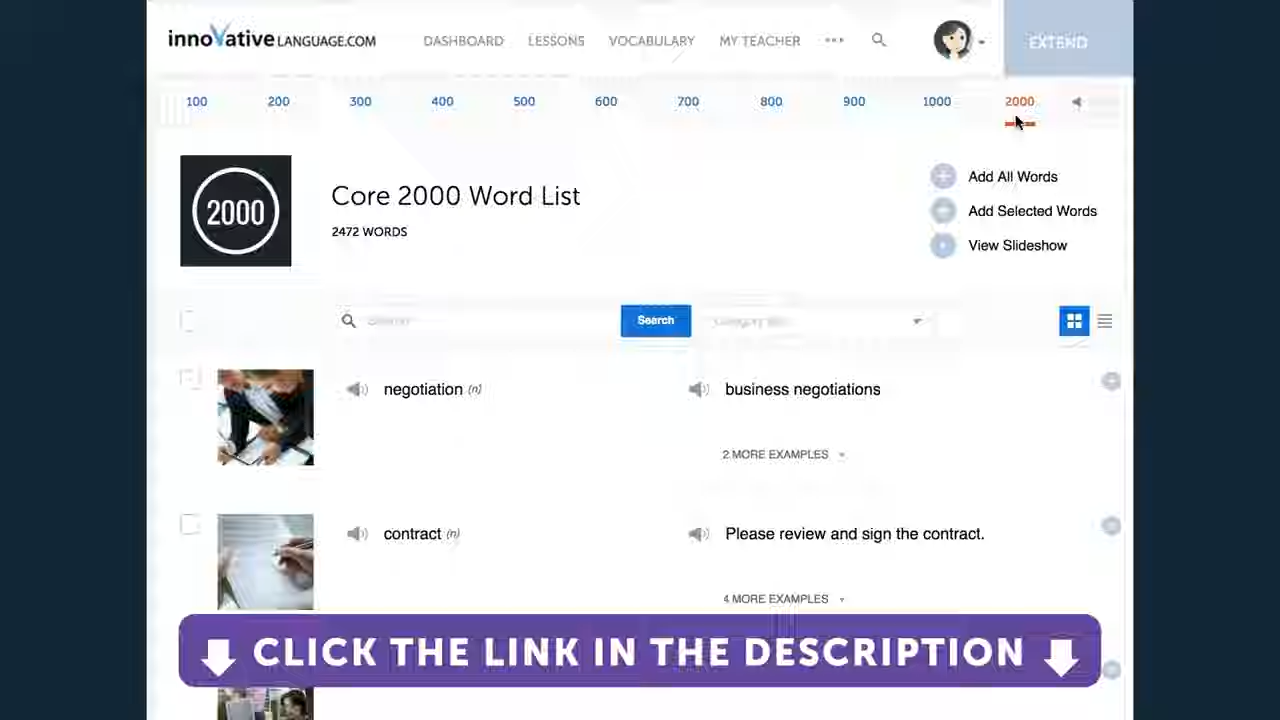 innoVative LANGUAGE.COM
DASHBOARD LESSONS VOCABULARY MY TEACHER ••• EXTEND
100 200 300 400 500 600 700 800 900 1000 2000
2000
Core 2000 Word List
2472 WORDS
Add All Words
Add Selected Words
View Slideshow
Search Search
negotiation (n) business negotiations
2 MORE EXAMPLES
contract (n) Please review and sign the contract.
4 MORE EXAMPLES
CLICK THE LINK IN THE DESCRIPTION